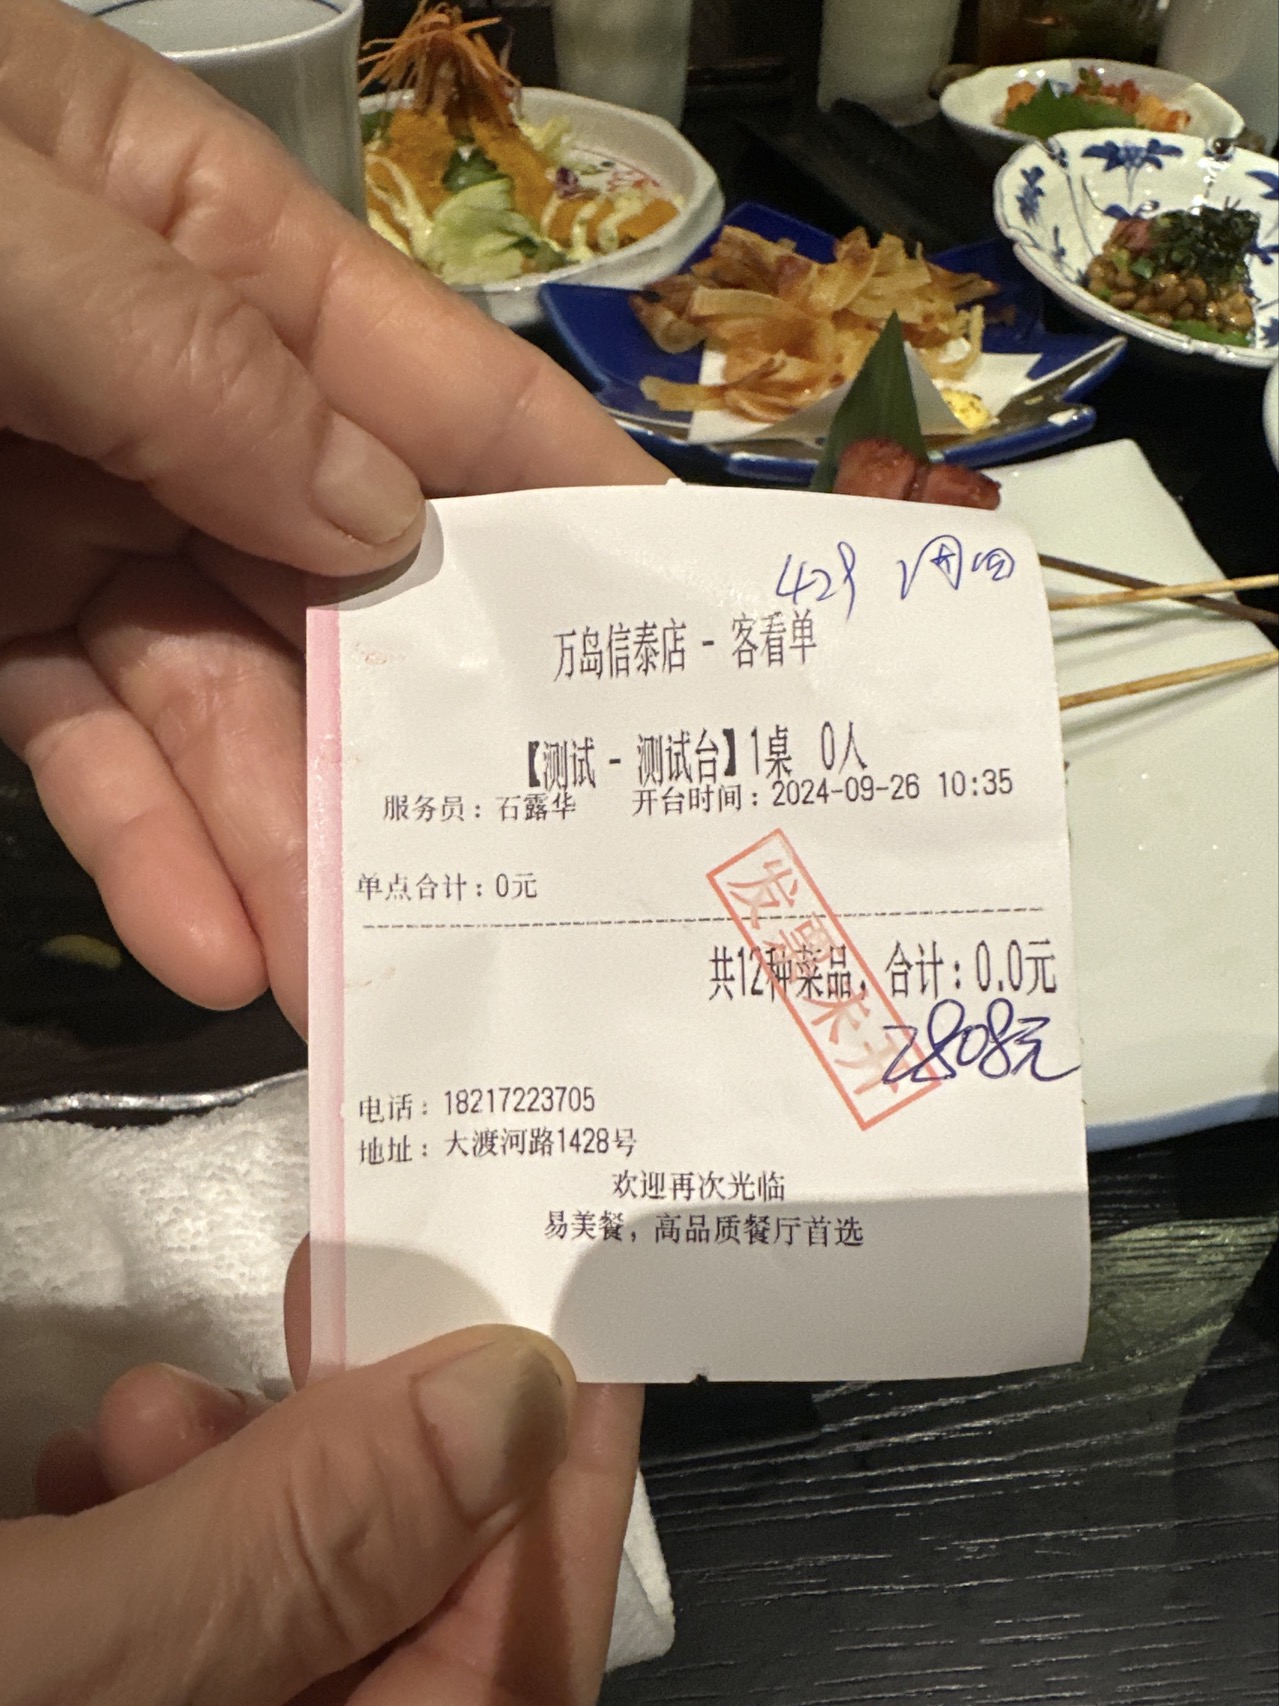 万岛信泰店 - 客看单
【测试 - 测试台】1桌 0人
服务员：石露华 开台时间：2024-09-26 10:35
单点合计：0元
共12种菜品，合计：0.0元
2808元
发票未开
电话：18217223705
地址：大渡河路1428号
欢迎再次光临
易美餐，高品质餐厅首选